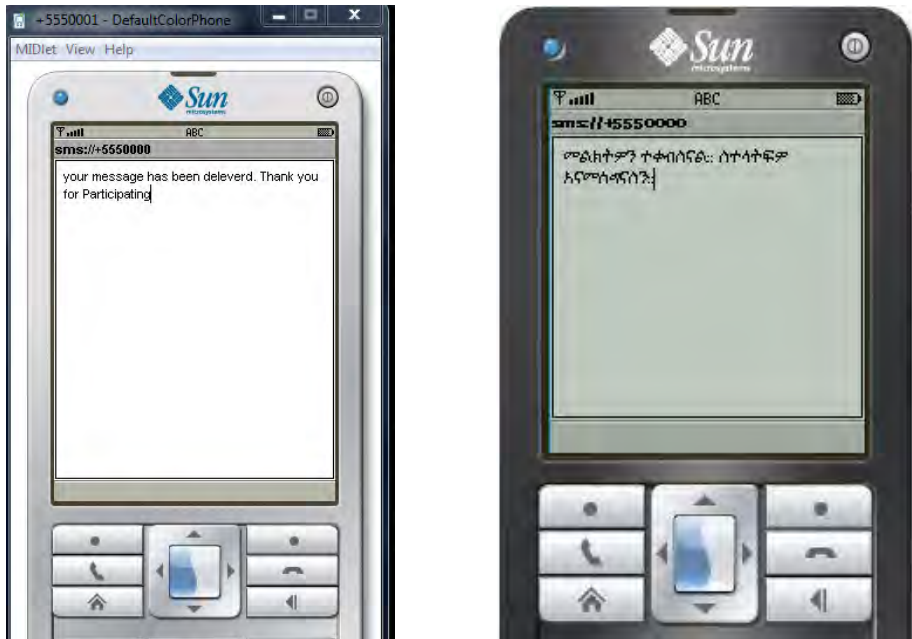 +5550001 - DefaultColorPhone
MIDlet View Help
Sun
microsystems
ABC
sms://+5550000
your message has been deleverd. Thank you
for Participating
Sun
microsystems
ABC
sms://+5550000
መልክትዎን ተቀብለናል:: ስተላትፎዎ
እናመሰግናለን::